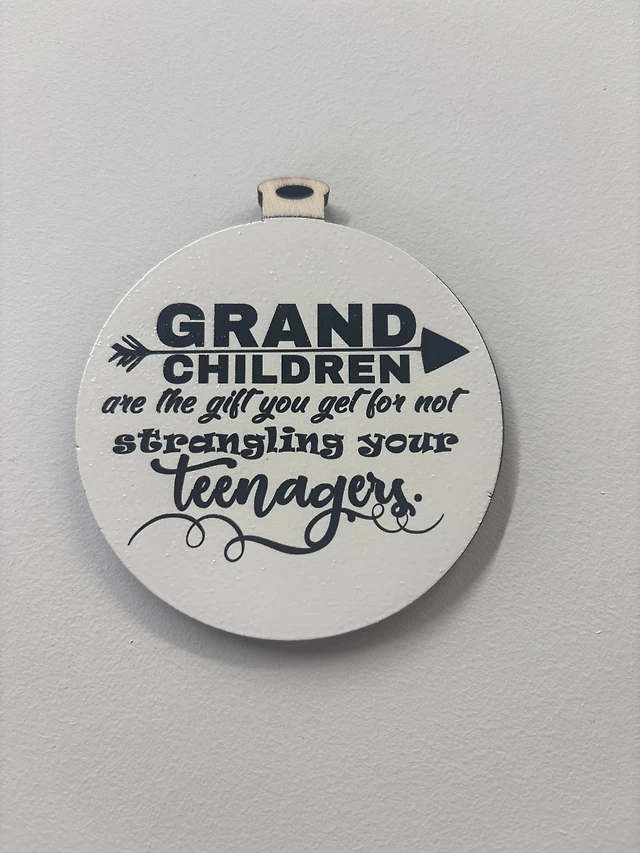 GRAND
CHILDREN
are the gift you get for not
strangling your
teenagers.